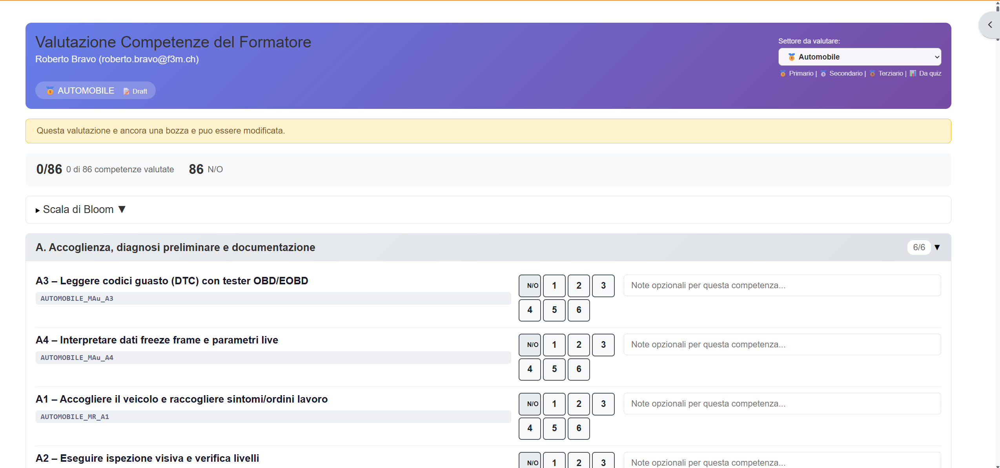 Valutazione Competenze del Formatore
Roberto Bravo (roberto.bravo@f3m.ch)
AUTOMOBILE Draft
Settore da valutare:
Automobile
Primario | Secondario | Terziario | Da quiz
Questa valutazione e ancora una bozza e puo essere modificata.
0/86 0 di 86 competenze valutate 86 N/O
▸ Scala di Bloom ▼
A. Accoglienza, diagnosi preliminare e documentazione 6/6 ▼
A3 – Leggere codici guasto (DTC) con tester OBD/EOBD
AUTOMOBILE_MAu_A3
N/O 1 2 3
4 5 6
Note opzionali per questa competenza...
A4 – Interpretare dati freeze frame e parametri live
AUTOMOBILE_MAu_A4
N/O 1 2 3
4 5 6
Note opzionali per questa competenza...
A1 – Accogliere il veicolo e raccogliere sintomi/ordini lavoro
AUTOMOBILE_MR_A1
N/O 1 2 3
4 5 6
Note opzionali per questa competenza...
A2 – Eseguire ispezione visiva e verifica livelli
N/O 1 2 3
Note opzionali per questa competenza...